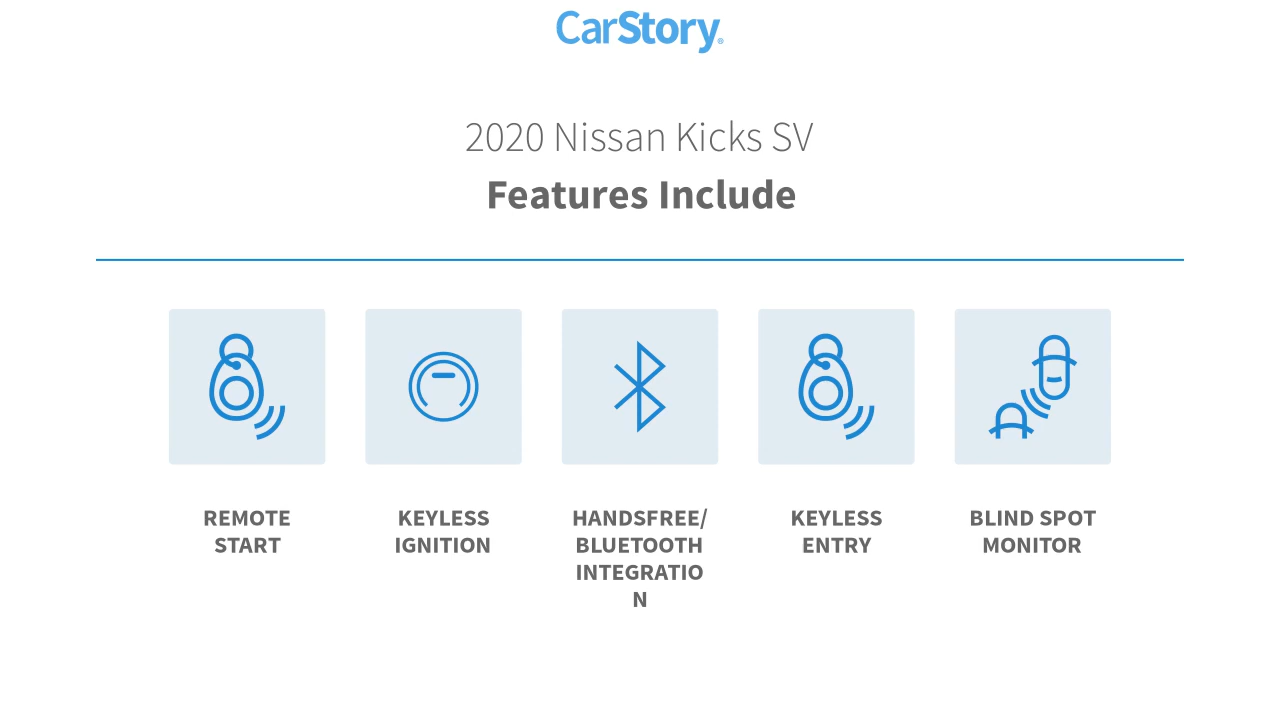 CarStory®
2020 Nissan Kicks SV
Features Include
REMOTE
START
KEYLESS
IGNITION
HANDSFREE/
BLUETOOTH
INTEGRATIO
N
KEYLESS
ENTRY
BLIND SPOT
MONITOR